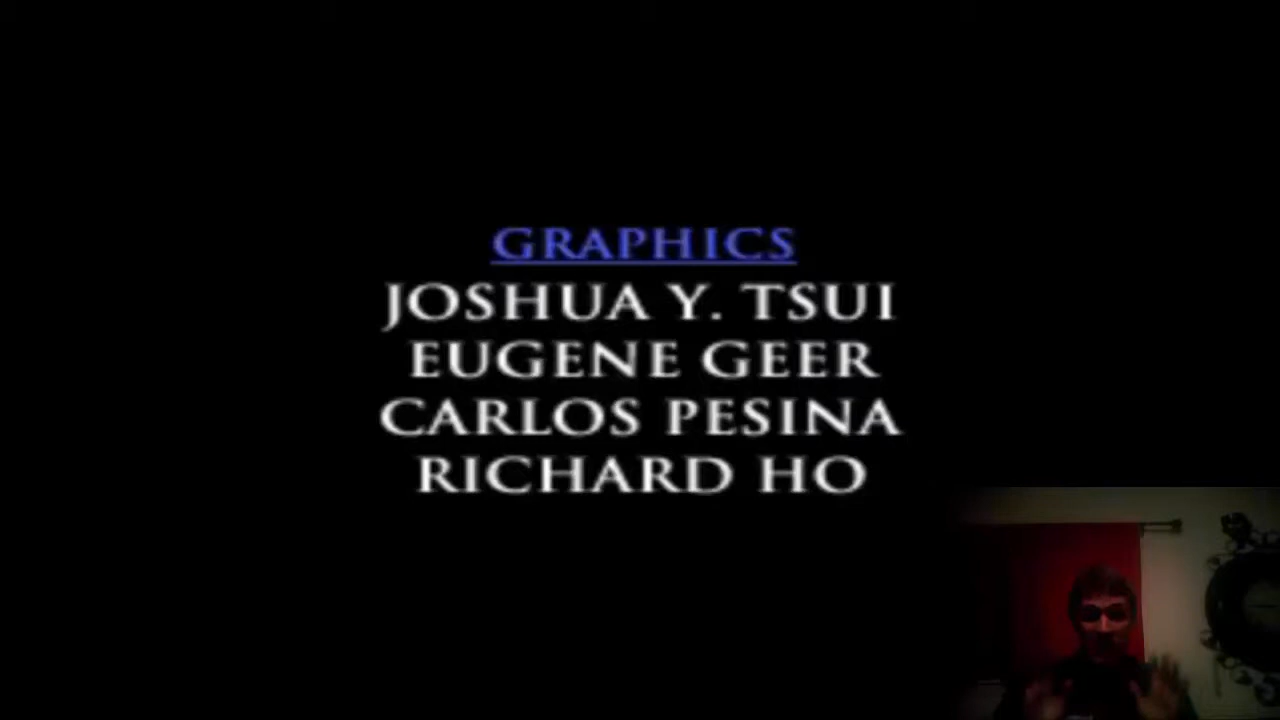 GRAPHICS
JOSHUA Y. TSUI
EUGENE GEER
CARLOS PESINA
RICHARD HO